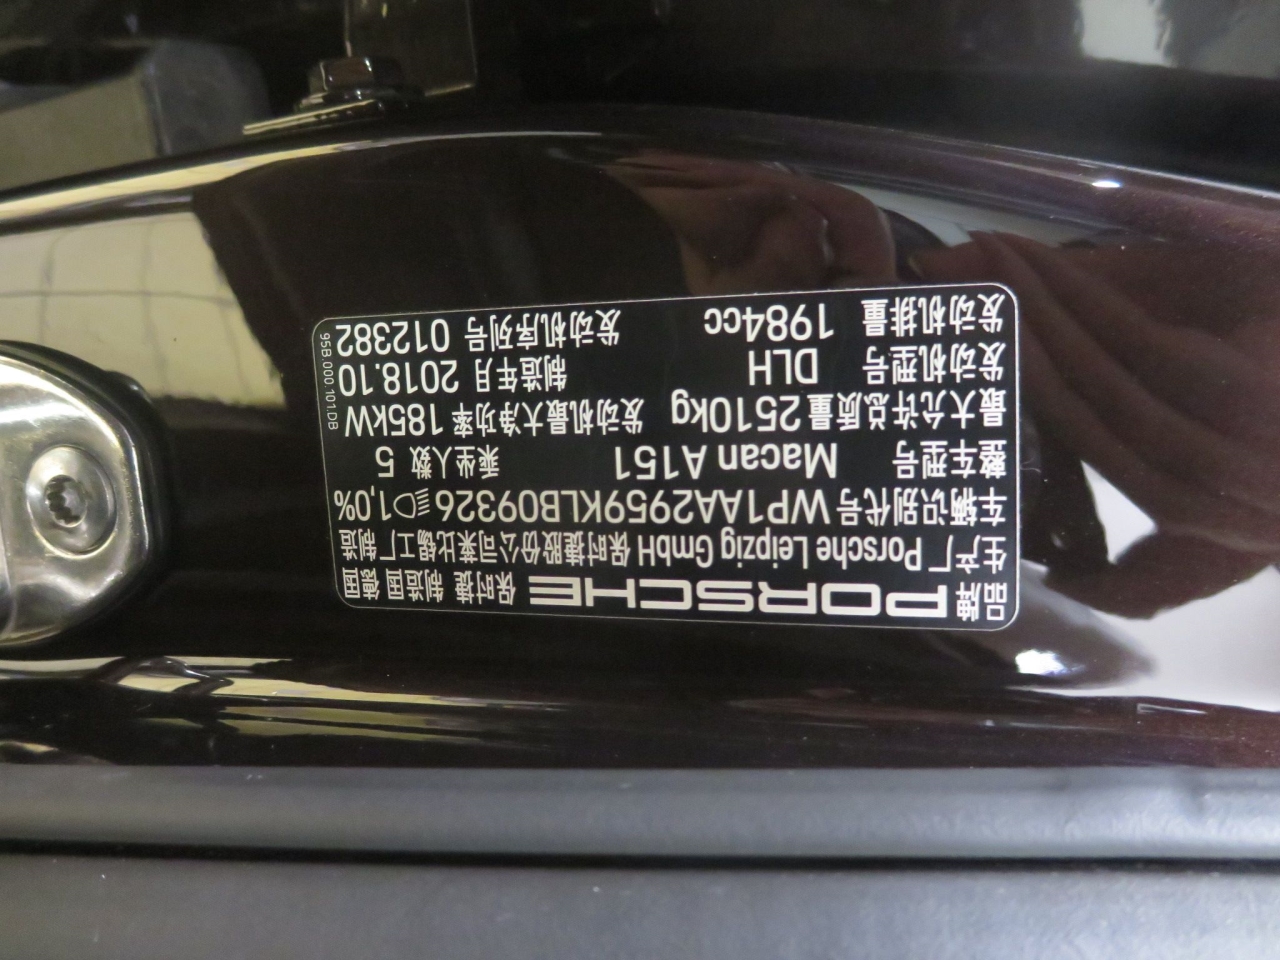 品牌 PORSCHE 保时捷 制造国 德国
生产厂 Porsche Leipzig GmbH 保时捷股份公司莱比锡工厂制造
车辆识别代号 WP1AA2959KLB09326 1,0%
整车型号 Macan A151 乘坐人数 5
最大允许总质量 2510kg 发动机最大净功率 185kW
发动机型号 DLH 制造年月 2018.10
发动机排量 1984cc 发动机序列号 012382
95B.000.101.DB